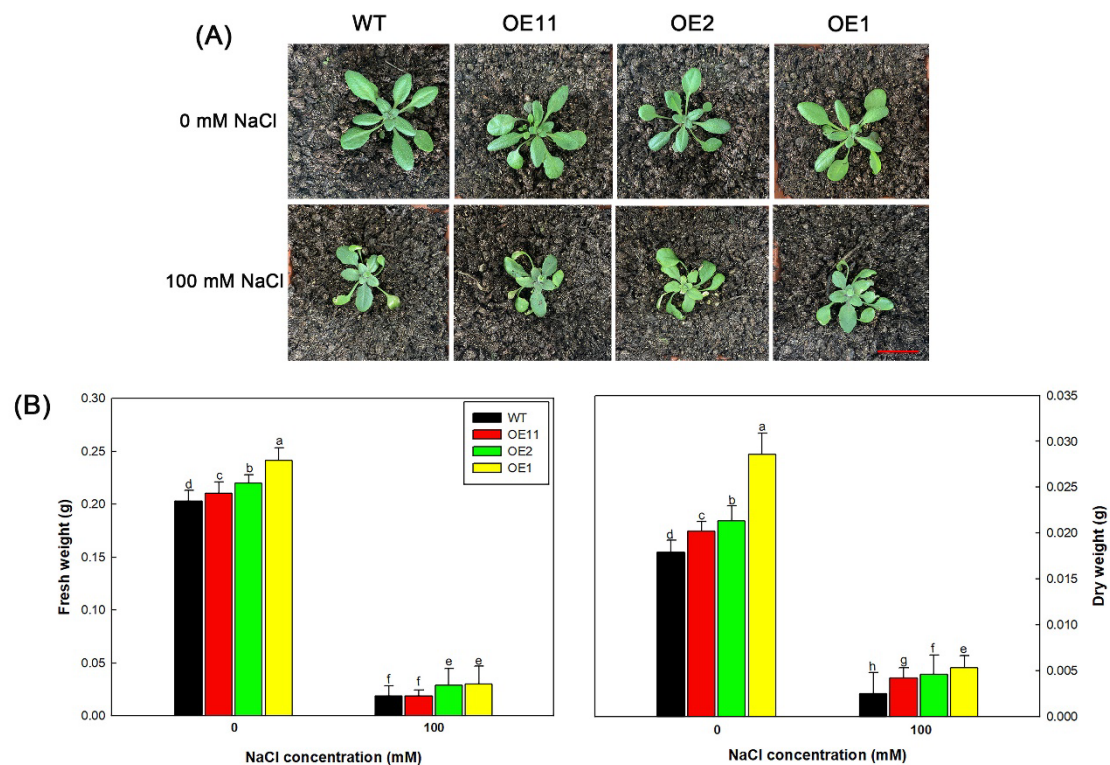 (A)
WT OE11 OE2 OE1
0 mM NaCl
100 mM NaCl
(B)
0.30
0.25
0.20
0.15
0.10
0.05
0.00
Fresh weight (g)
WT
OE11
OE2
OE1
d c b a
f f e e
0 100
NaCl concentration (mM)
0.035
0.030
0.025
0.020
0.015
0.010
0.005
0.000
Dry weight (g)
d c b a
h g f e
0 100
NaCl concentration (mM)